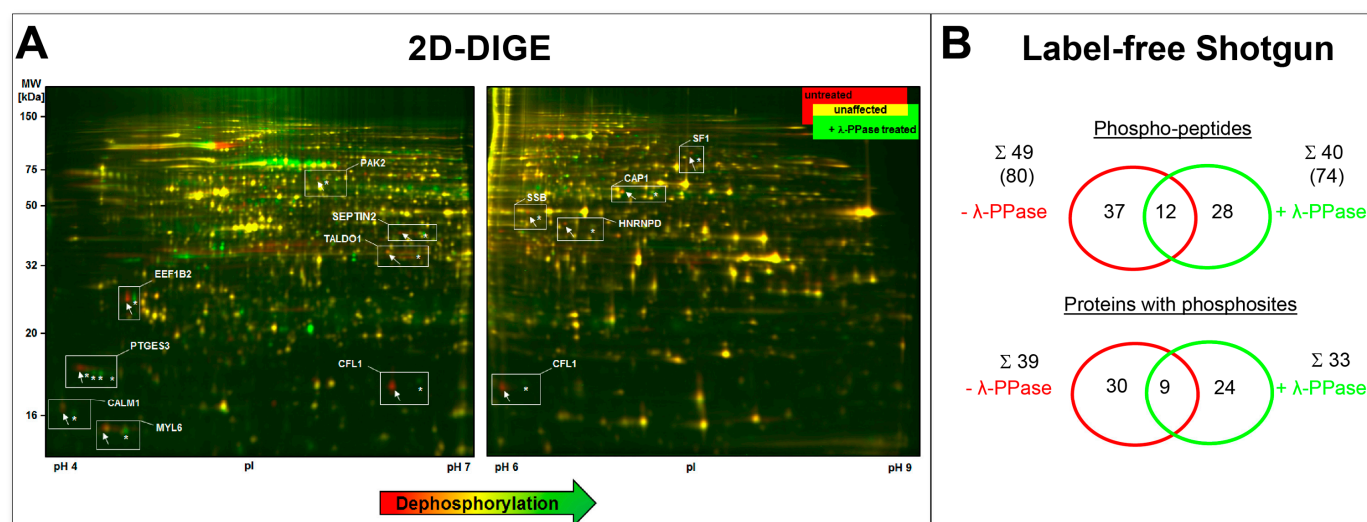 A
2D-DIGE
MW
[kDa]
150
75
50
32
20
16
PAK2
SEPTIN2
TALDO1
EEF1B2
PTGES3
****
CALM1
MYL6
CFL1
pH 4
pI
pH 7
untreated
unaffected
+ λ-PPase treated
SF1
CAP1
SSB
HNRNPD
CFL1
pH 6
pI
pH 9
Dephosphorylation
B
Label-free Shotgun
Phospho-peptides
Σ 49
(80)
Σ 40
(74)
- λ-PPase
37
12
28
+ λ-PPase
Proteins with phosphosites
Σ 39
Σ 33
- λ-PPase
30
9
24
+ λ-PPase